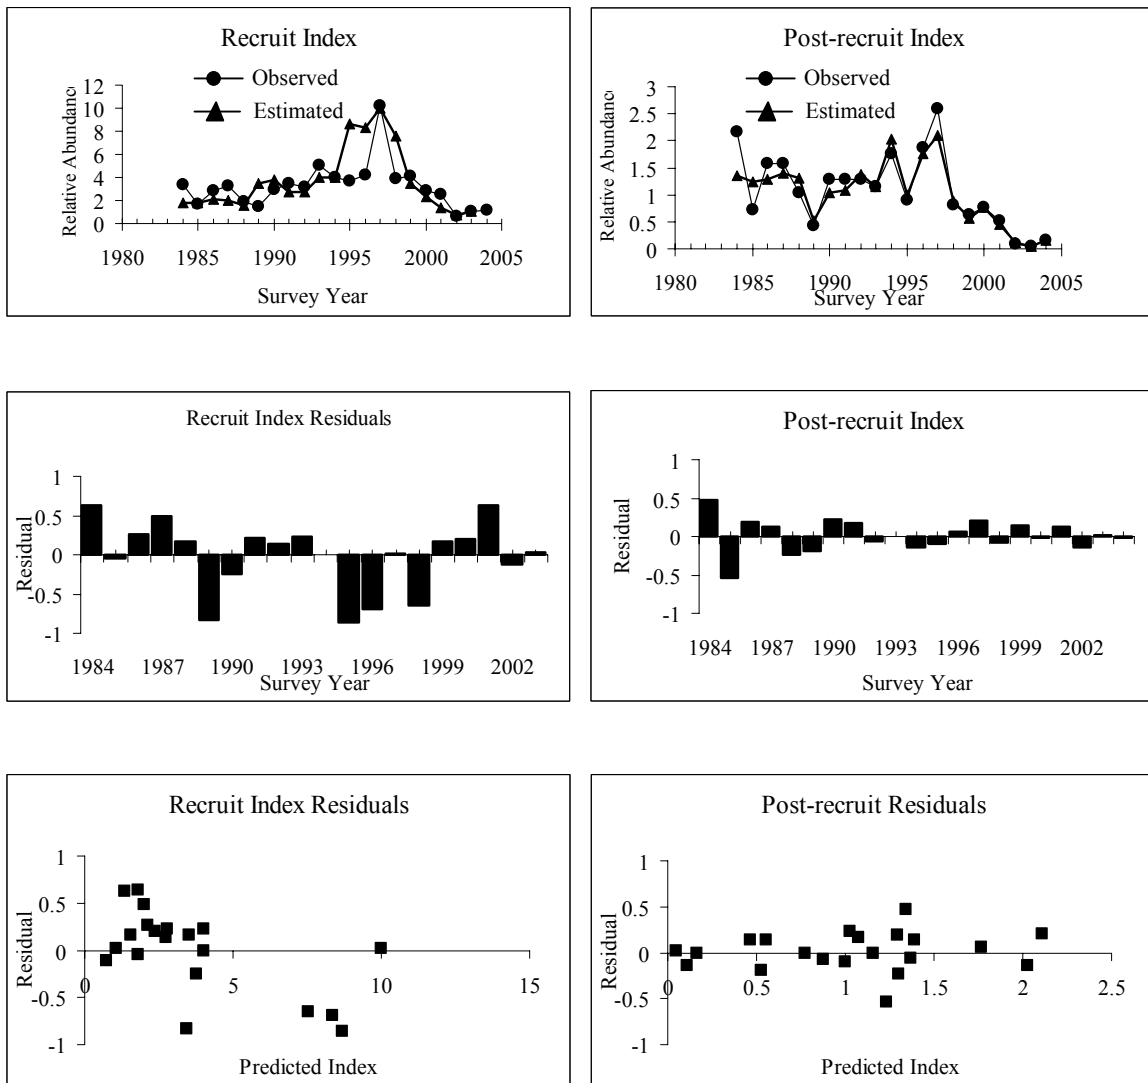 Recruit Index
Observed
Estimated
Relative Abundanc
12
10
8
6
4
2
0
1980 1985 1990 1995 2000 2005
Survey Year
Post-recruit Index
Observed
Estimated
Relative Abundanc
3
2.5
2
1.5
1
0.5
0
1980 1985 1990 1995 2000 2005
Survey Year
Recruit Index Residuals
Residual
1
0.5
0
-0.5
-1
1984 1987 1990 1993 1996 1999 2002
Survey Year
Post-recruit Index
Residual
1
0.5
0
-0.5
-1
1984 1987 1990 1993 1996 1999 2002
Survey Year
Recruit Index Residuals
Residual
1
0.5
0
-0.5
-1
0 5 10 15
Predicted Index
Post-recruit Residuals
Residual
1
0.5
0
-0.5
-1
0 0.5 1 1.5 2 2.5
Predicted Index